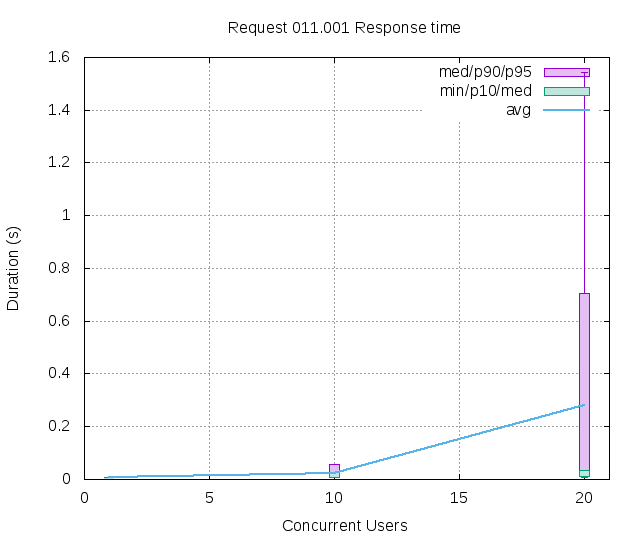 Request 011.001 Response time
med/p90/p95
min/p10/med
avg
Duration (s)
1.6
1.4
1.2
1
0.8
0.6
0.4
0.2
0
0 5 10 15 20
Concurrent Users